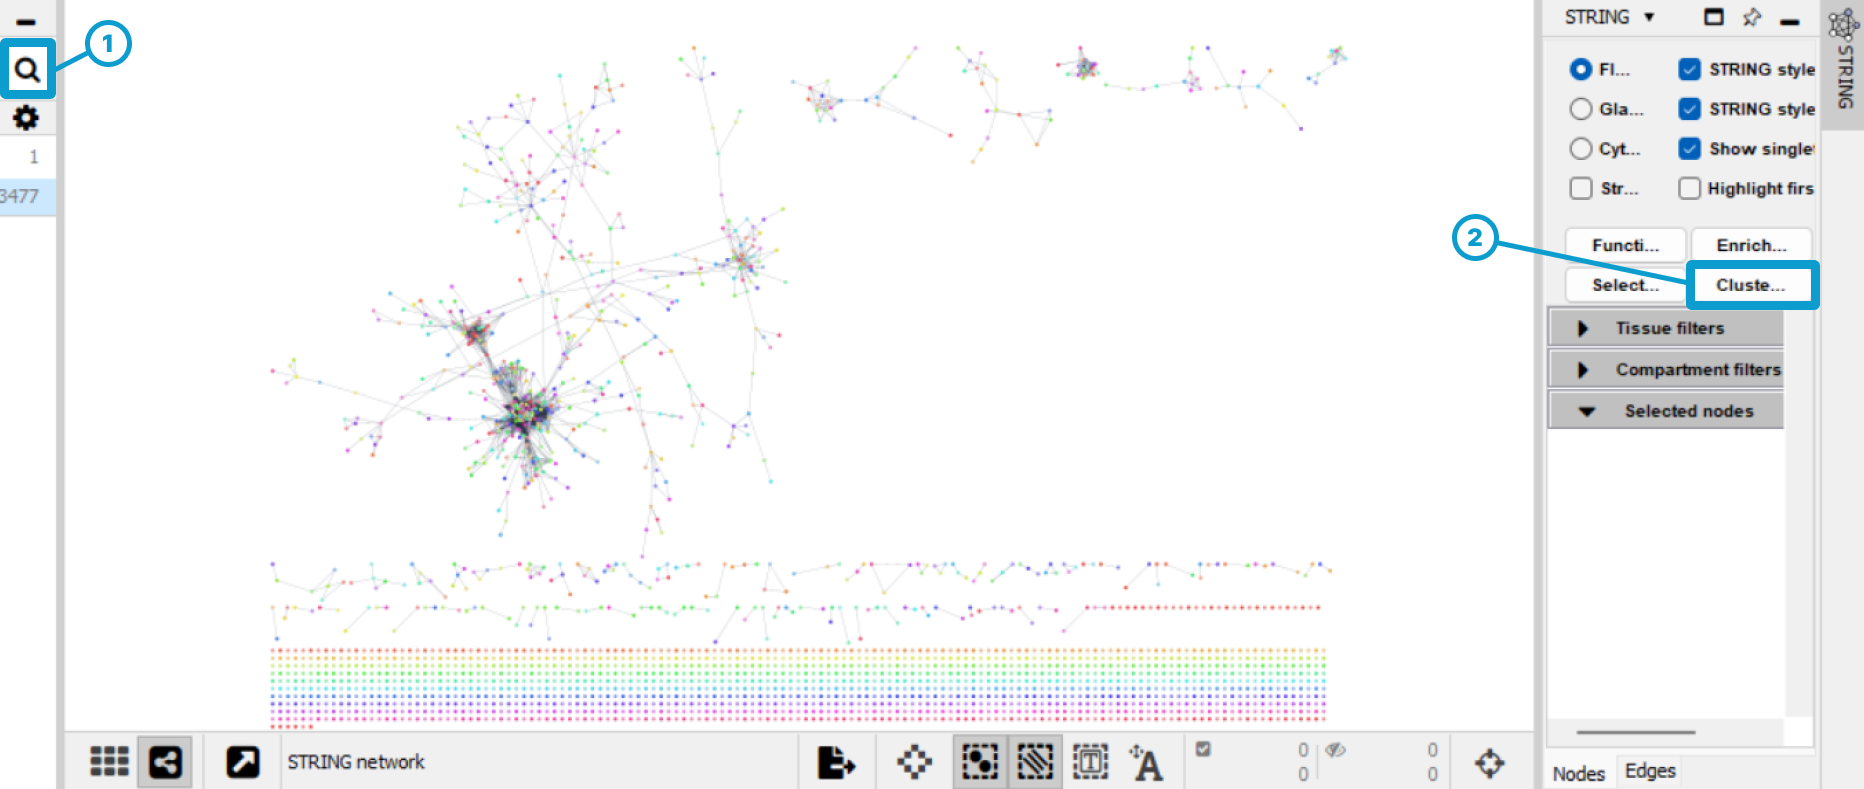 1
STRING
STRING
Fl...
STRING style
Gla...
STRING style
Cyt...
Show singlet
Str...
Highlight firs
1
3477
2
Functi...
Enrich...
Select...
Cluste...
Tissue filters
Compartment filters
Selected nodes
STRING network
T
A
0
0
0
0
Nodes
Edges